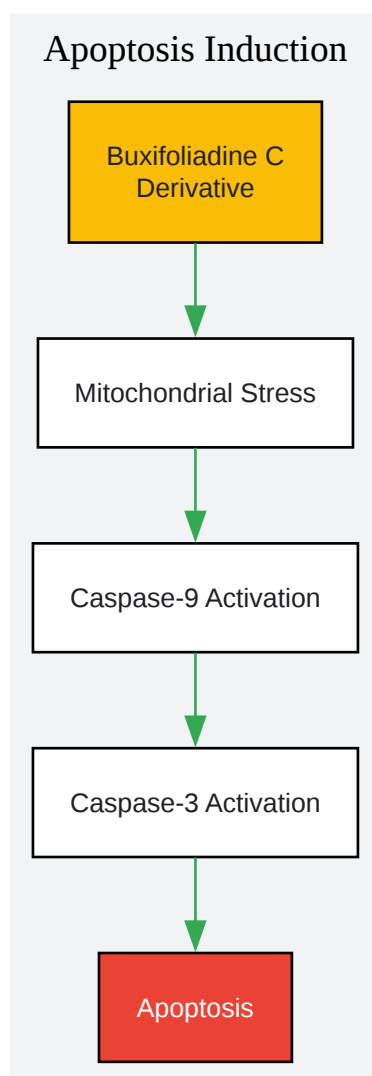 Apoptosis Induction
Buxifoliadine C
Derivative
Mitochondrial Stress
Caspase-9 Activation
Caspase-3 Activation
Apoptosis